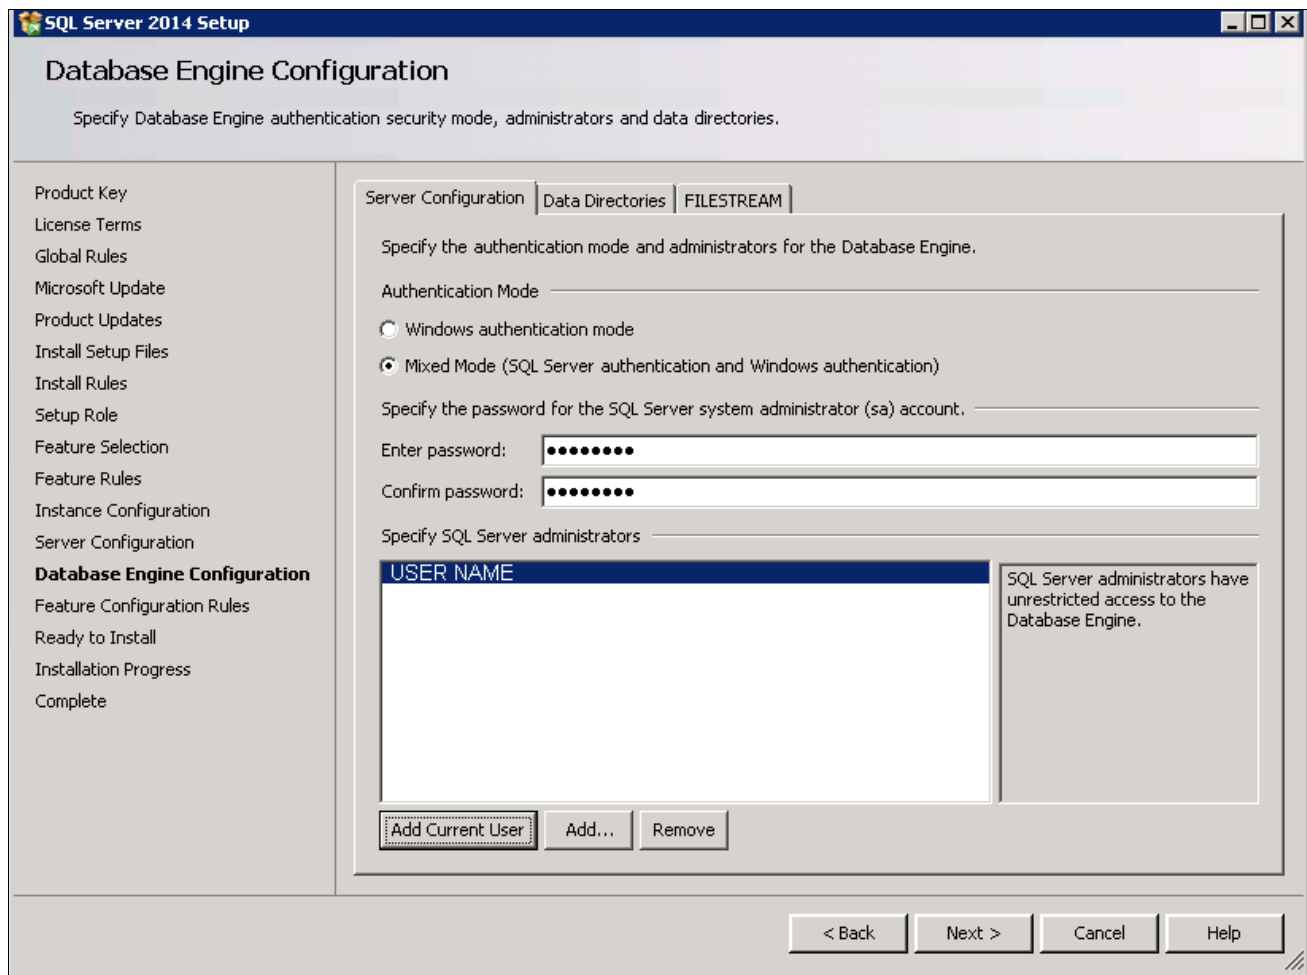 SQL Server 2014 Setup
Database Engine Configuration
Specify Database Engine authentication security mode, administrators and data directories.
Product Key
License Terms
Global Rules
Microsoft Update
Product Updates
Install Setup Files
Install Rules
Setup Role
Feature Selection
Feature Rules
Instance Configuration
Server Configuration
Database Engine Configuration
Feature Configuration Rules
Ready to Install
Installation Progress
Complete
Server Configuration Data Directories FILESTREAM
Specify the authentication mode and administrators for the Database Engine.
Authentication Mode
Windows authentication mode
Mixed Mode (SQL Server authentication and Windows authentication)
Specify the password for the SQL Server system administrator (sa) account.
Enter password: ●●●●●●●●
Confirm password: ●●●●●●●●
Specify SQL Server administrators
USER NAME
SQL Server administrators have
unrestricted access to the
Database Engine.
Add Current User Add... Remove
< Back Next > Cancel Help